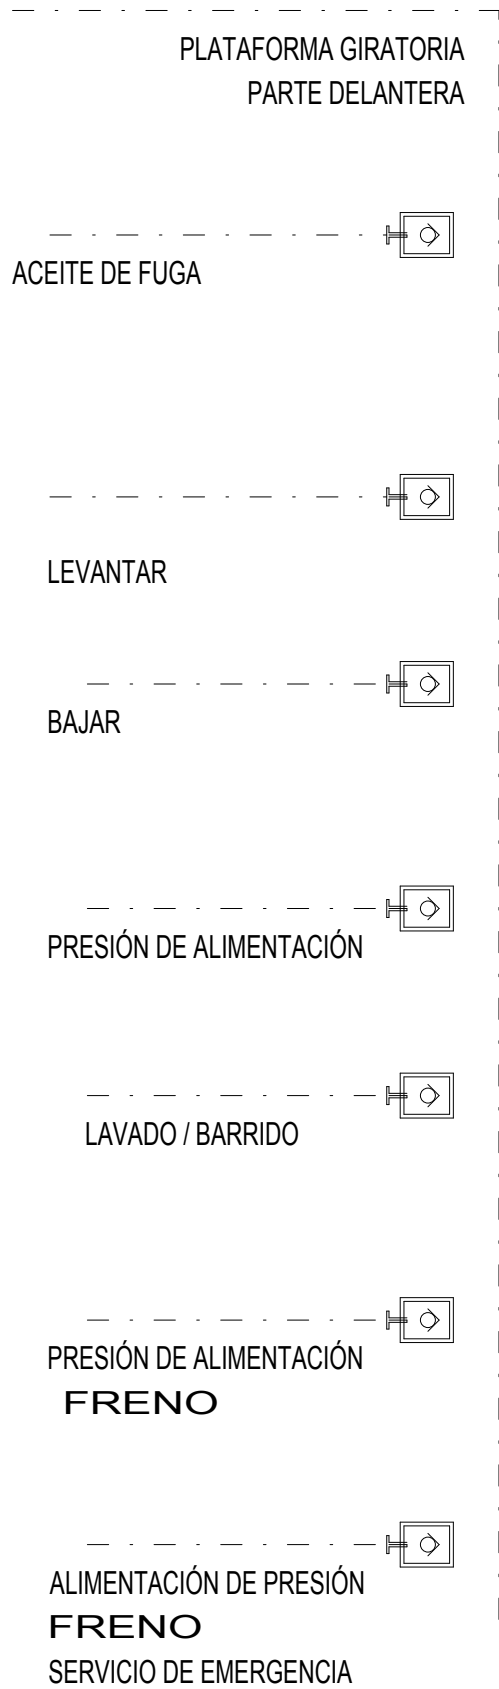 PLATAFORMA GIRATORIA
PARTE DELANTERA
ACEITE DE FUGA
LEVANTAR
BAJAR
PRESIÓN DE ALIMENTACIÓN
LAVADO / BARRIDO
PRESIÓN DE ALIMENTACIÓN
FRENO
ALIMENTACIÓN DE PRESIÓN
FRENO
SERVICIO DE EMERGENCIA